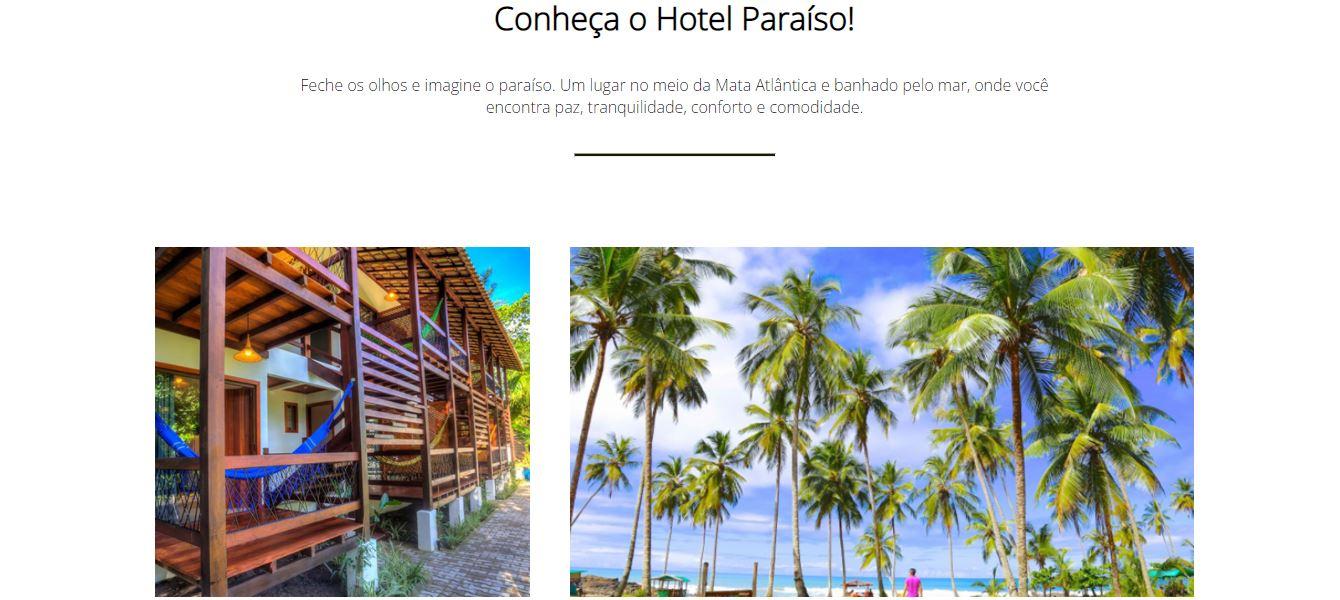 Conheça o Hotel Paraíso!
Feche os olhos e imagine o paraíso. Um lugar no meio da Mata Atlântica e banhado pelo mar, onde você
encontra paz, tranquilidade, conforto e comodidade.